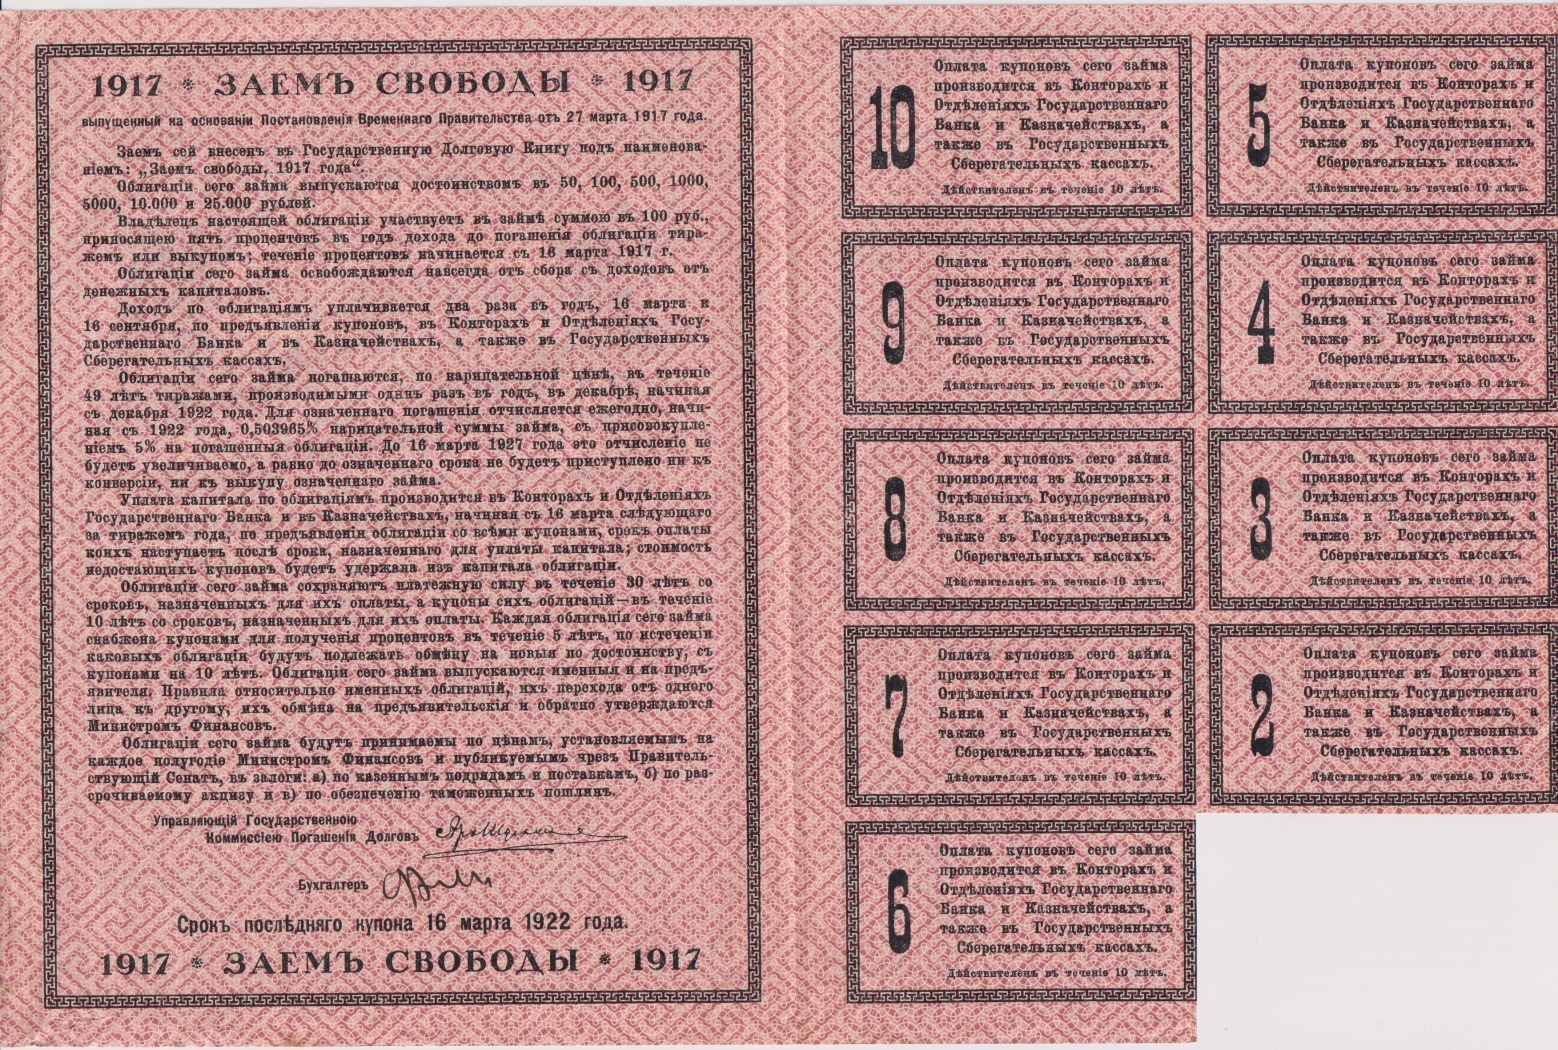 1917 * ЗАЕМЪ СВОБОДЫ * 1917
выпущенный на основаніи Постановленія Временнаго Правительства отъ 27 марта 1917 года.
Заемъ сей внесенъ въ Государственную Долговую Книгу подъ наименова-
ніемъ: „Заемъ свободы, 1917 года“.
Облигаціи сего займа выпускаются достоинствомъ въ 50, 100, 500, 1000,
5000, 10.000 и 25.000 рублей.
Владѣлецъ настоящей облигаціи участвуетъ въ займѣ суммою въ 100 руб.,
приносящею пять процентовъ въ годъ дохода до погашенія облигаціи тира-
жемъ или выкупомъ; теченіе процентовъ начинается съ 16 марта 1917 г.
Облигаціи сего займа освобождаются навсегда отъ сбора съ доходовъ отъ
денежныхъ капиталовъ.
Доходъ по облигаціямъ уплачивается два раза въ годъ, 16 марта и
16 сентября, по предъявленіи купоновъ, въ Конторахъ и Отдѣленіяхъ Госу-
дарственнаго Банка и въ Казначействахъ, а также въ Государственныхъ
Сберегательныхъ кассахъ.
Облигаціи сего займа погашаются, по нарицательной цѣнѣ, въ теченіе
49 лѣтъ тиражами, производимыми одинъ разъ въ годъ, въ декабрѣ, начиная
съ декабря 1922 года. Для означеннаго погашенія отчисляется ежегодно, начи-
ная съ 1922 года, 0,503965% нарицательной суммы займа, съ присовокупле-
ніемъ 5% на погашенныя облигаціи. До 16 марта 1927 года это отчисленіе не
будетъ увеличиваемо, а равно до означеннаго срока не будетъ приступлено ни къ
конверсіи, ни къ выкупу означеннаго займа.
Уплата капитала по облигаціямъ производится въ Конторахъ и Отдѣленіяхъ
Государственнаго Банка и въ Казначействахъ, начиная съ 16 марта слѣдующаго
за тиражемъ года, по предъявленіи облигаціи со всѣми купонами, срокъ оплаты
коихъ наступаетъ послѣ срока, назначеннаго для уплаты капитала; стоимость
недостающихъ купоновъ будетъ удержана изъ капитала облигаціи.
Облигаціи сего займа сохраняютъ платежную силу въ теченіе 30 лѣтъ со
сроковъ, назначенныхъ для ихъ оплаты, а купоны сихъ облигацій—въ теченіе
10 лѣтъ со сроковъ, назначенныхъ для ихъ оплаты. Каждая облигація сего займа
снабжена купонами для полученія процентовъ въ теченіе 5 лѣтъ, по истеченіи
каковыхъ облигаціи будутъ подлежать обмѣну на новыя по достоинству, съ
купонами на 10 лѣтъ. Облигаціи сего займа выпускаются именныя и на предъ-
явителя. Правила относительно именныхъ облигацій, ихъ перехода отъ одного
лица къ другому, ихъ обмѣна на предъявительскія и обратно утверждаются
Министромъ Финансовъ.
Облигаціи сего займа будутъ принимаемы по цѣнамъ, установляемымъ на
каждое полугодіе Министромъ Финансовъ и публикуемымъ чрезъ Правитель-
ствующій Сенатъ, въ залоги: а) по казеннымъ подрядамъ и поставкамъ, б) по раз-
срочиваемому акцизу и в) по обезпеченію таможенныхъ пошлинъ.
Управляющій Государственною
Коммиссіею Погашенія Долговъ
Бухгалтеръ
Срокъ послѣдняго купона 16 марта 1922 года.
1917 * ЗАЕМЪ СВОБОДЫ * 1917
10
Оплата купоновъ сего займа
производится въ Конторахъ и
Отдѣленіяхъ Государственнаго
Банка и Казначействахъ, а
также въ Государственныхъ
Сберегательныхъ кассахъ.
Дѣйствителенъ въ теченіе 10 лѣтъ.
9
Оплата купоновъ сего займа
производится въ Конторахъ и
Отдѣленіяхъ Государственнаго
Банка и Казначействахъ, а
также въ Государственныхъ
Сберегательныхъ кассахъ.
Дѣйствителенъ въ теченіе 10 лѣтъ.
8
Оплата купоновъ сего займа
производится въ Конторахъ и
Отдѣленіяхъ Государственнаго
Банка и Казначействахъ, а
также въ Государственныхъ
Сберегательныхъ кассахъ.
Дѣйствителенъ въ теченіе 10 лѣтъ.
7
Оплата купоновъ сего займа
производится въ Конторахъ и
Отдѣленіяхъ Государственнаго
Банка и Казначействахъ, а
также въ Государственныхъ
Сберегательныхъ кассахъ.
Дѣйствителенъ въ теченіе 10 лѣтъ.
6
Оплата купоновъ сего займа
производится въ Конторахъ и
Отдѣленіяхъ Государственнаго
Банка и Казначействахъ, а
также въ Государственныхъ
Сберегательныхъ кассахъ.
Дѣйствителенъ въ теченіе 10 лѣтъ.
5
Оплата купоновъ сего займа
производится въ Конторахъ и
Отдѣленіяхъ Государственнаго
Банка и Казначействахъ, а
также въ Государственныхъ
Сберегательныхъ кассахъ.
Дѣйствителенъ въ теченіе 10 лѣтъ.
4
Оплата купоновъ сего займа
производится въ Конторахъ и
Отдѣленіяхъ Государственнаго
Банка и Казначействахъ, а
также въ Государственныхъ
Сберегательныхъ кассахъ.
Дѣйствителенъ въ теченіе 10 лѣтъ.
3
Оплата купоновъ сего займа
производится въ Конторахъ и
Отдѣленіяхъ Государственнаго
Банка и Казначействахъ, а
также въ Государственныхъ
Сберегательныхъ кассахъ.
Дѣйствителенъ въ теченіе 10 лѣтъ.
2
Оплата купоновъ сего займа
производится въ Конторахъ и
Отдѣленіяхъ Государственнаго
Банка и Казначействахъ, а
также въ Государственныхъ
Сберегательныхъ кассахъ.
Дѣйствителенъ въ теченіе 10 лѣтъ.